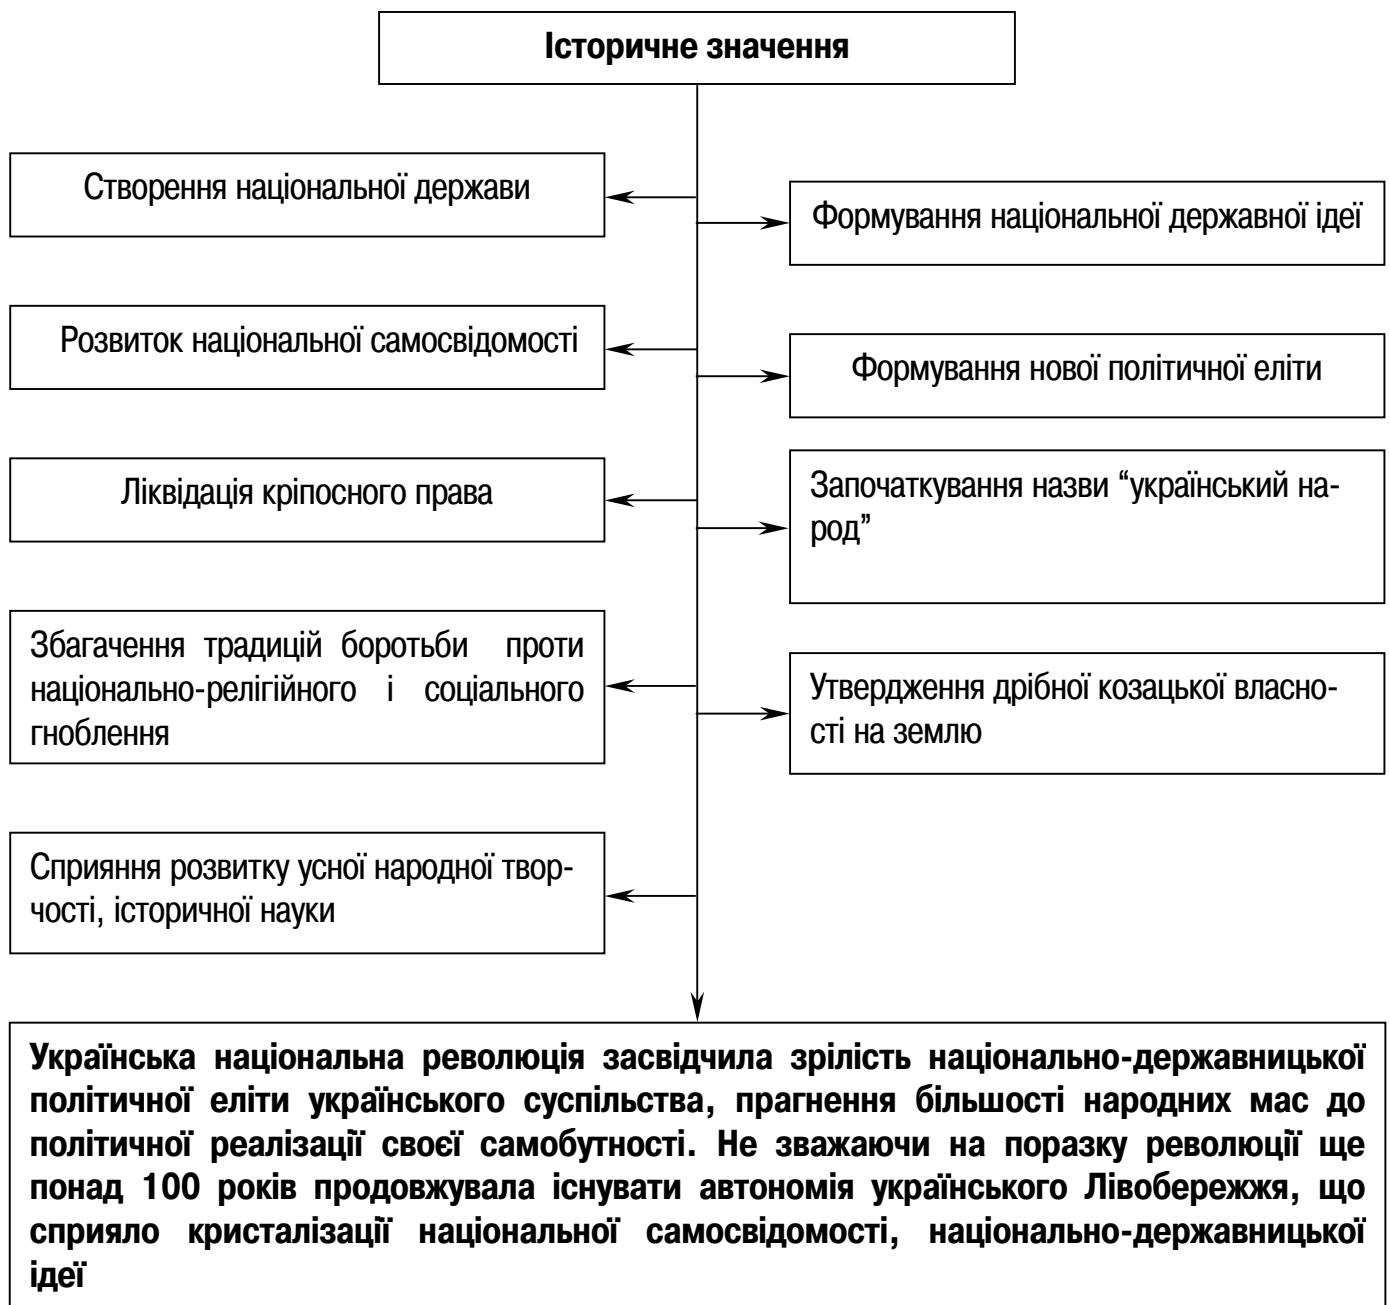 Історичне значення
Створення національної держави
Формування національної державної ідеї
Розвиток національної самосвідомості
Формування нової політичної еліти
Ліквідація кріпосного права
Започаткування назви “український на-
род”
Збагачення традицій боротьби проти
національно-релігійного і соціального
гноблення
Утвердження дрібної козацької власно-
сті на землю
Сприяння розвитку усної народної твор-
чості, історичної науки
Українська національна революція засвідчила зрілість національно-державницької
політичної еліти українського суспільства, прагнення більшості народних мас до
політичної реалізації своєї самобутності. Не зважаючи на поразку революції ще
понад 100 років продовжувала існувати автономія українського Лівобережжя, що
сприяло кристалізації національної самосвідомості, національно-державницької
ідеї